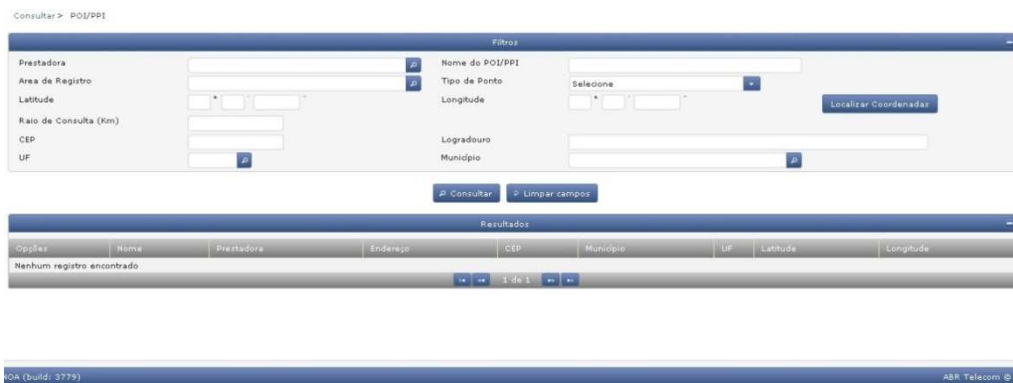 Consultar > POI/PPI
Filtros
Prestadora Nome do POI/PPI
Area de Registro Tipo de Ponto Selecione
Latitude ° ' " Longitude ° ' " Localizar Coordenadas
Raio de Consulta (Km)
CEP Logradouro
UF Município
Consultar Limpar campos
Resultados
Opções Nome Prestadora Endereço CEP Município UF Latitude Longitude
Nenhum registro encontrado
1 de 1
NOA (build: 3779) ABR Telecom ©